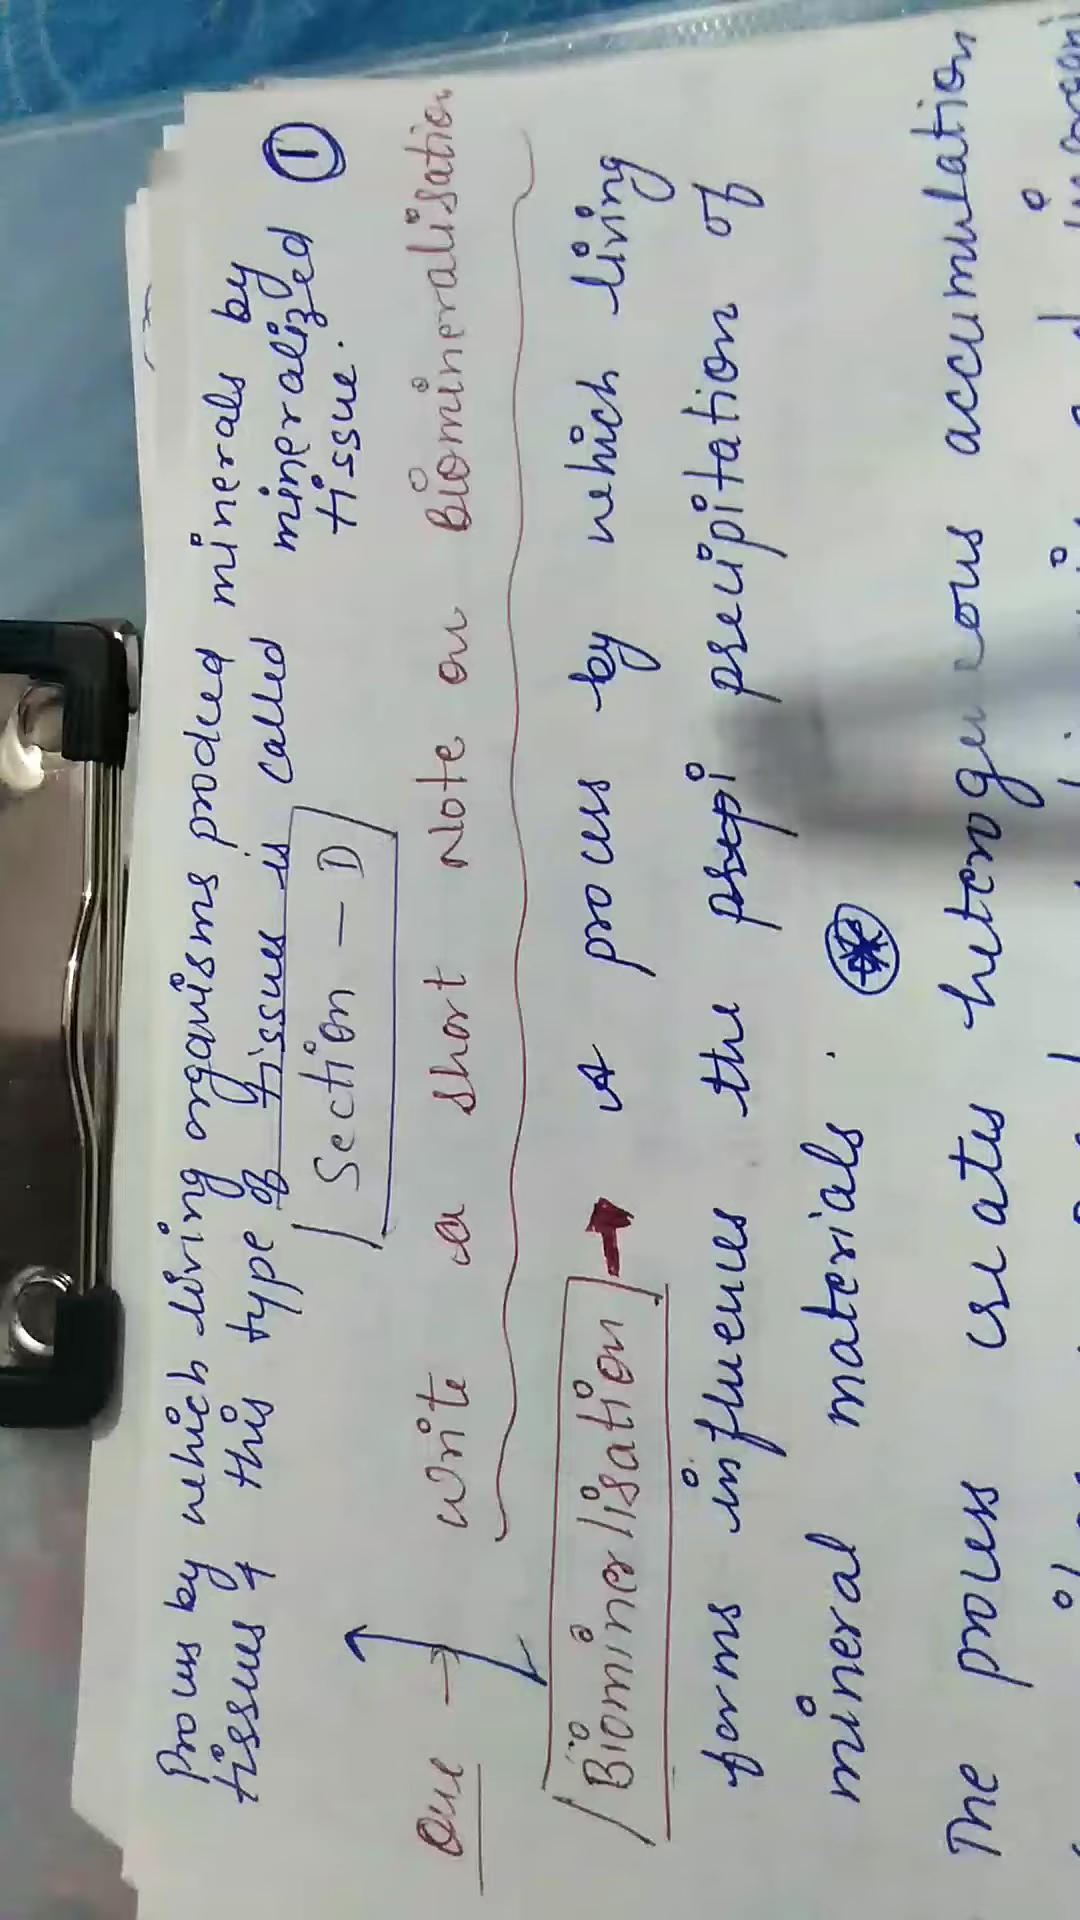 Process by which living organisms produced minerals by
tissues & this type of tissues is called mineralized
tissue.
①
Section - D
Que → Write a short Note on Biomineralisation
Biominerlisation → A process by which living
forms influences the prepi precipitation of
mineral materials.
The process creates heterogeneous accumulation